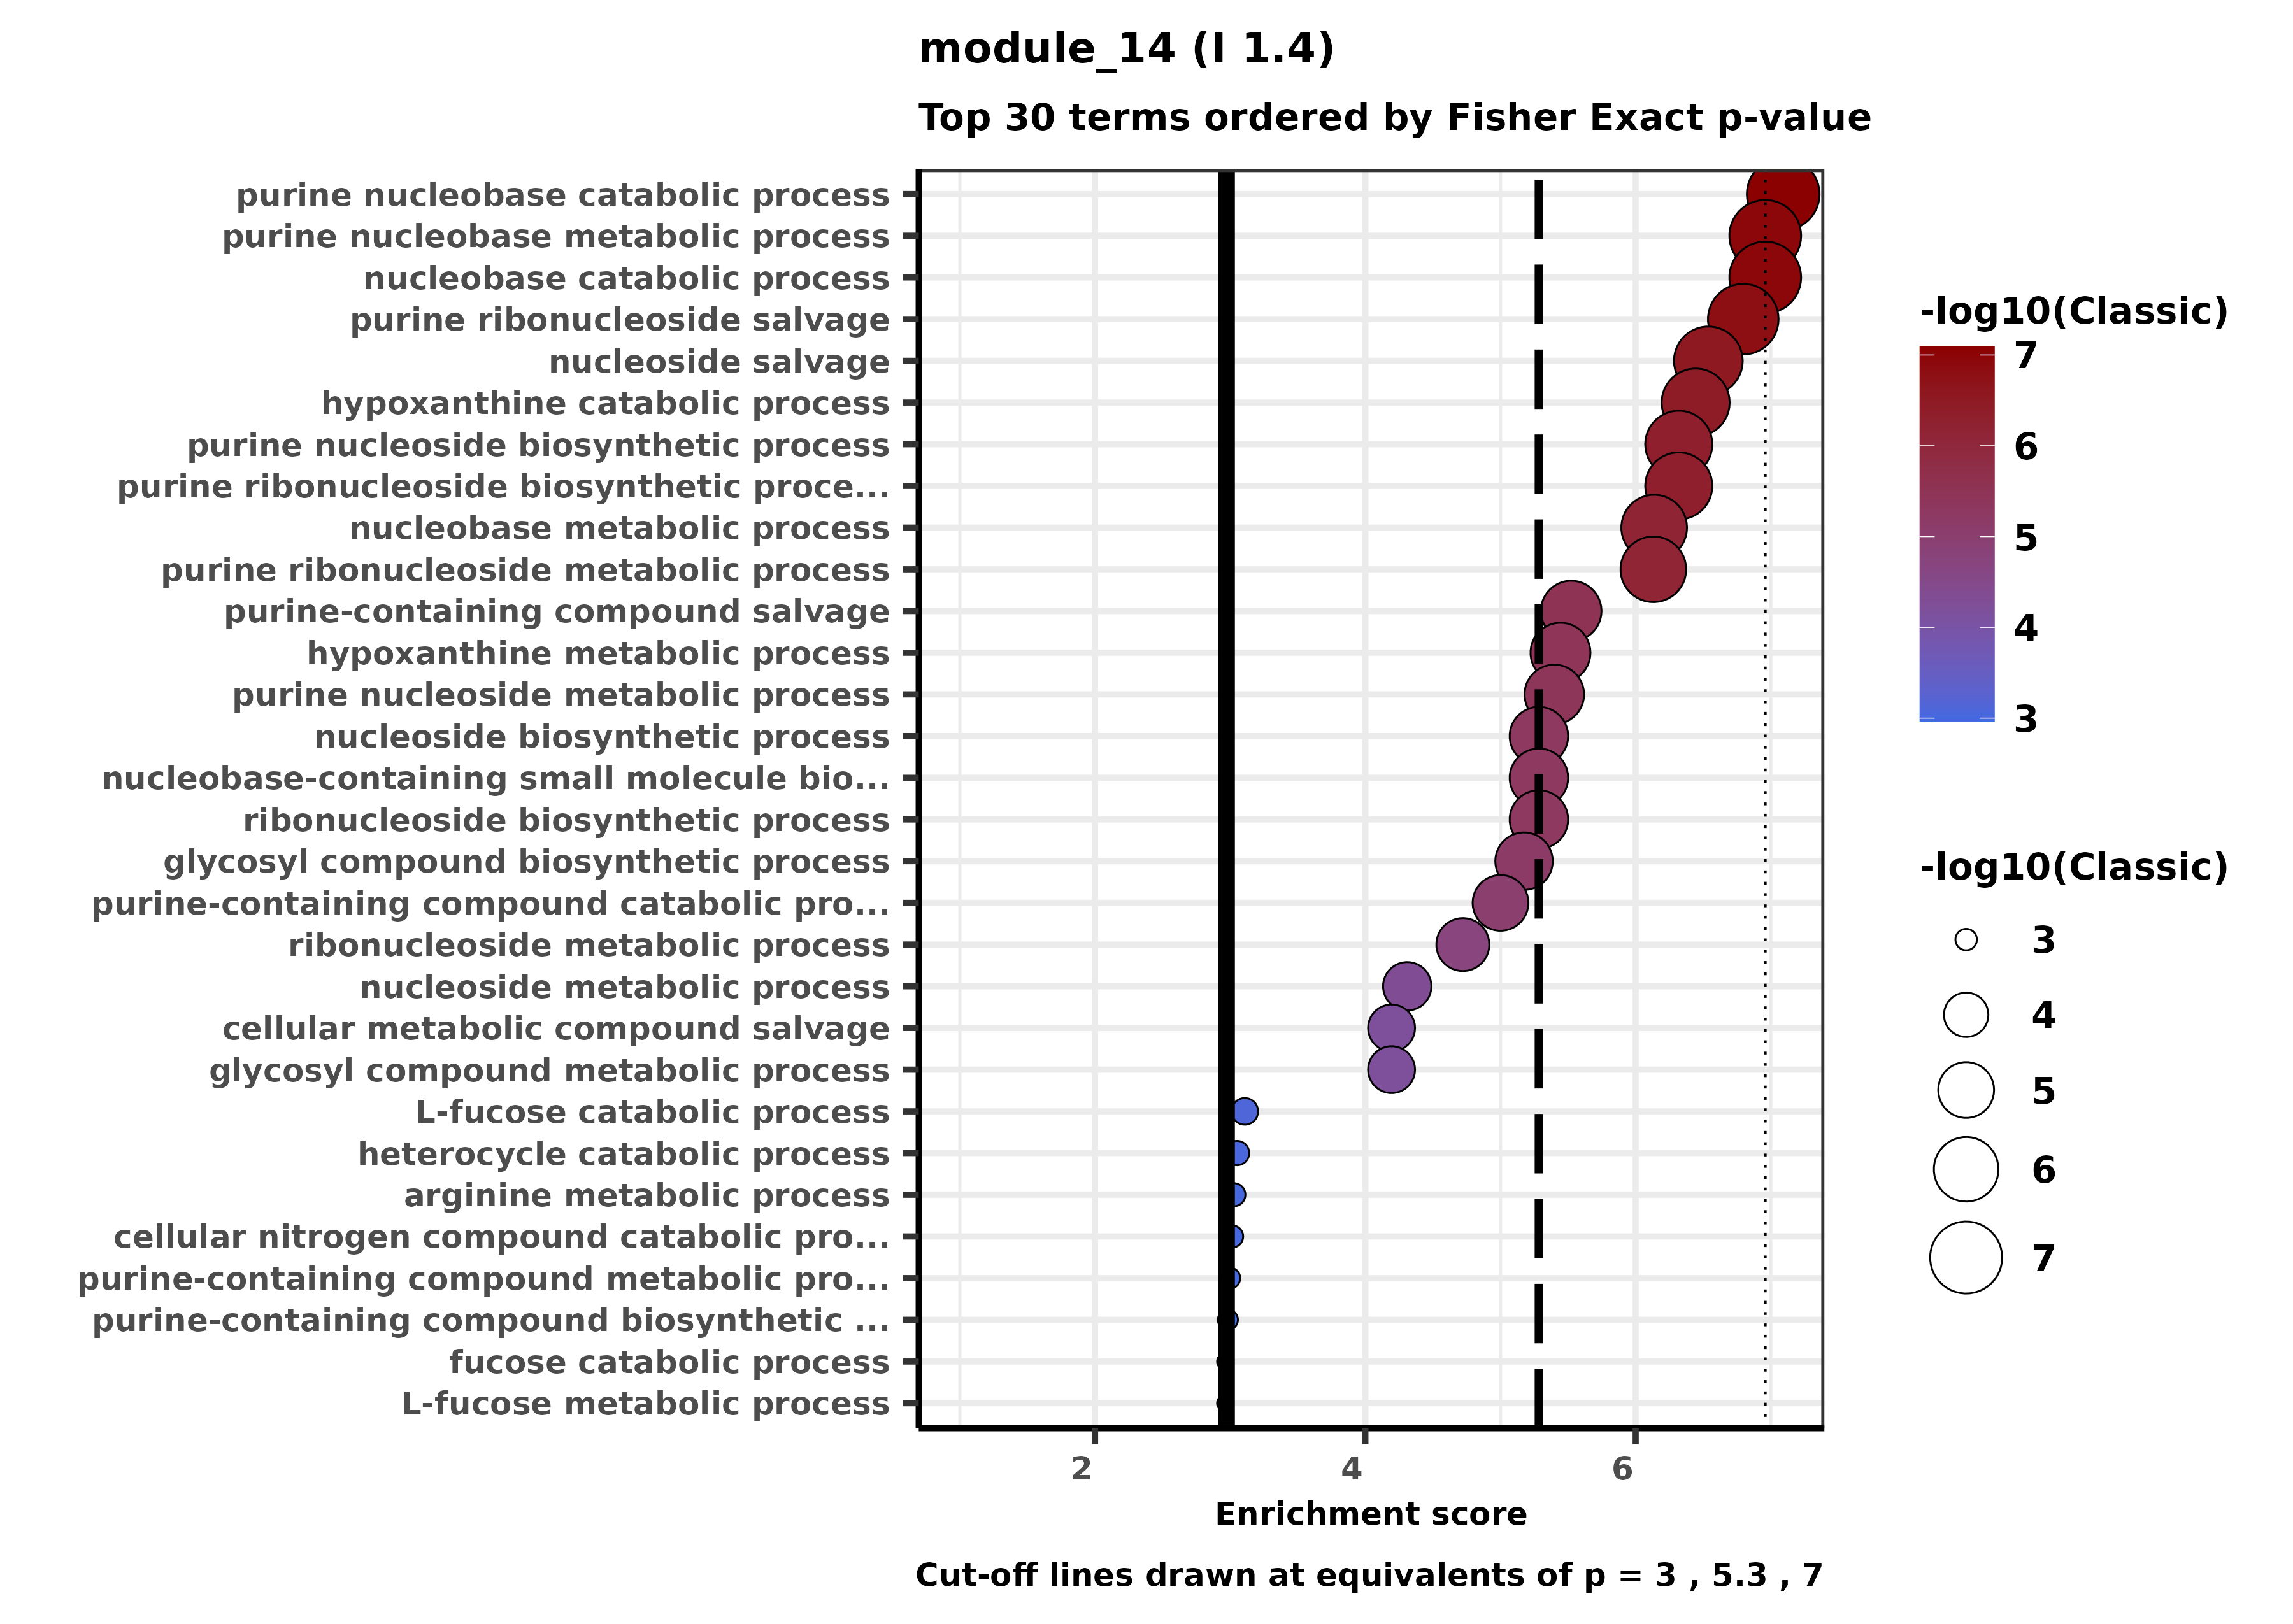 module_14 (I 1.4)
Top 30 terms ordered by Fisher Exact p-value
purine nucleobase catabolic process
purine nucleobase metabolic process
nucleobase catabolic process
purine ribonucleoside salvage
nucleoside salvage
hypoxanthine catabolic process
purine nucleoside biosynthetic process
purine ribonucleoside biosynthetic proce...
nucleobase metabolic process
purine ribonucleoside metabolic process
purine-containing compound salvage
hypoxanthine metabolic process
purine nucleoside metabolic process
nucleoside biosynthetic process
nucleobase-containing small molecule bio...
ribonucleoside biosynthetic process
glycosyl compound biosynthetic process
purine-containing compound catabolic pro...
ribonucleoside metabolic process
nucleoside metabolic process
cellular metabolic compound salvage
glycosyl compound metabolic process
L-fucose catabolic process
heterocycle catabolic process
arginine metabolic process
cellular nitrogen compound catabolic pro...
purine-containing compound metabolic pro...
purine-containing compound biosynthetic ...
fucose catabolic process
L-fucose metabolic process
2 4 6
Enrichment score
Cut-off lines drawn at equivalents of p = 3 , 5.3 , 7
-log10(Classic)
7
6
5
4
3
-log10(Classic)
3
4
5
6
7